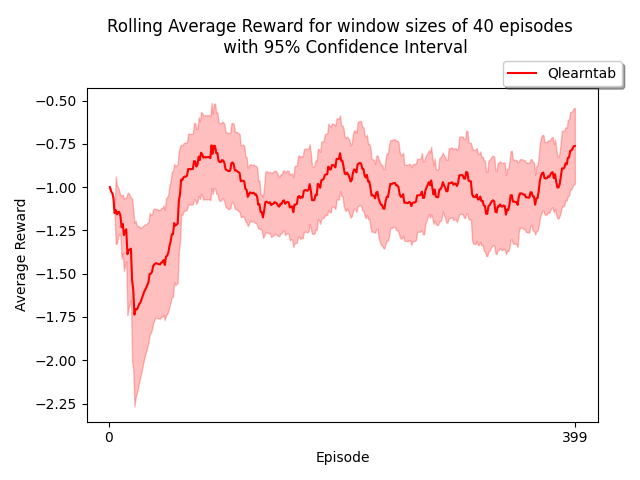 Rolling Average Reward for window sizes of 40 episodes
with 95% Confidence Interval
Qlearntab
−0.50
−0.75
−1.00
−1.25
−1.50
−1.75
−2.00
−2.25
Average Reward
0
399
Episode